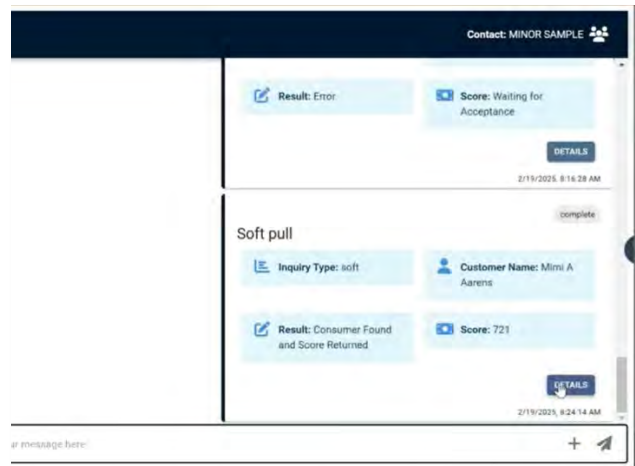 Contact: MINOR SAMPLE
Result: Error
Score: Waiting for
Acceptance
DETAILS
2/19/2025, 8:16:28 AM
complete
Soft pull
Inquiry Type: soft
Customer Name: Mimi A
Aarens
Result: Consumer Found
and Score Returned
Score: 721
DETAILS
2/19/2025, 8:24:14 AM
message here